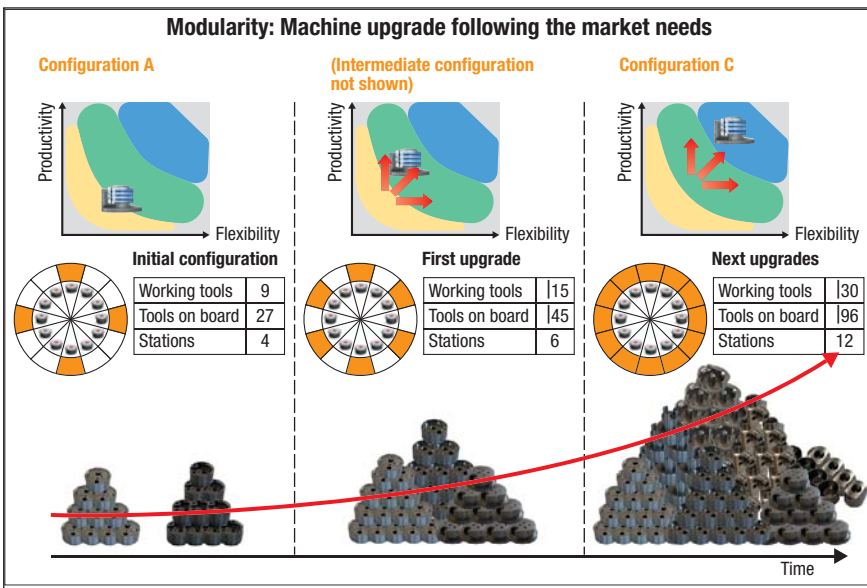 Modularity: Machine upgrade following the market needs
Configuration A
(Intermediate configuration
not shown)
Configuration C
Productivity
Flexibility
Productivity
Flexibility
Productivity
Flexibility
Initial configuration
Working tools 9
Tools on board 27
Stations 4
First upgrade
Working tools |15
Tools on board |45
Stations 6
Next upgrades
Working tools |30
Tools on board |96
Stations 12
Time